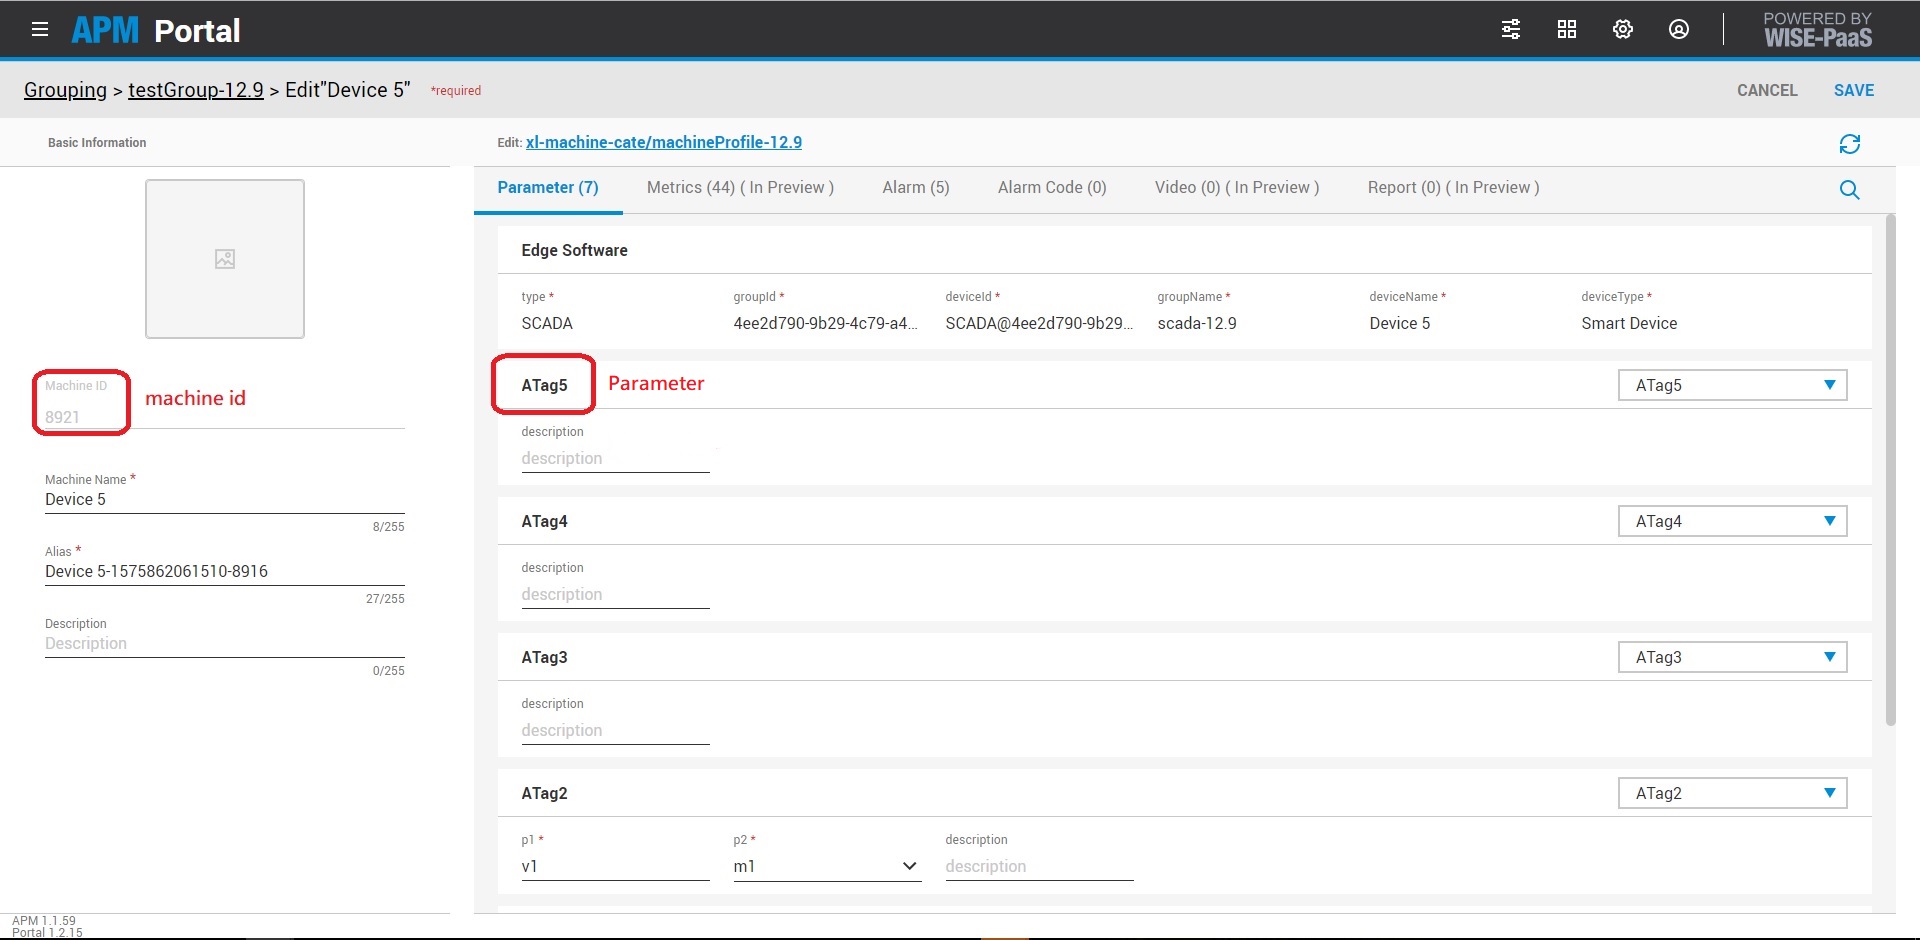 APM Portal
POWERED BY
WISE-PaaS
Grouping > testGroup-12.9 > Edit"Device 5" *required
CANCEL SAVE
Basic Information
Edit: xl-machine-cate/machineProfile-12.9
Parameter (7) Metrics (44) ( In Preview ) Alarm (5) Alarm Code (0) Video (0) ( In Preview ) Report (0) ( In Preview )
Edge Software
type * groupId * deviceId * groupName * deviceName * deviceType *
SCADA 4ee2d790-9b29-4c79-a4... SCADA@4ee2d790-9b29... scada-12.9 Device 5 Smart Device
Machine ID
8921
machine id
Machine Name *
Device 5
8/255
Alias *
Device 5-1575862061510-8916
27/255
Description
Description
0/255
ATag5 Parameter ATag5
description
description
ATag4 ATag4
description
description
ATag3 ATag3
description
description
ATag2 ATag2
p1 * p2 * description
v1 m1 description
APM 1.1.59
Portal 1.2.15